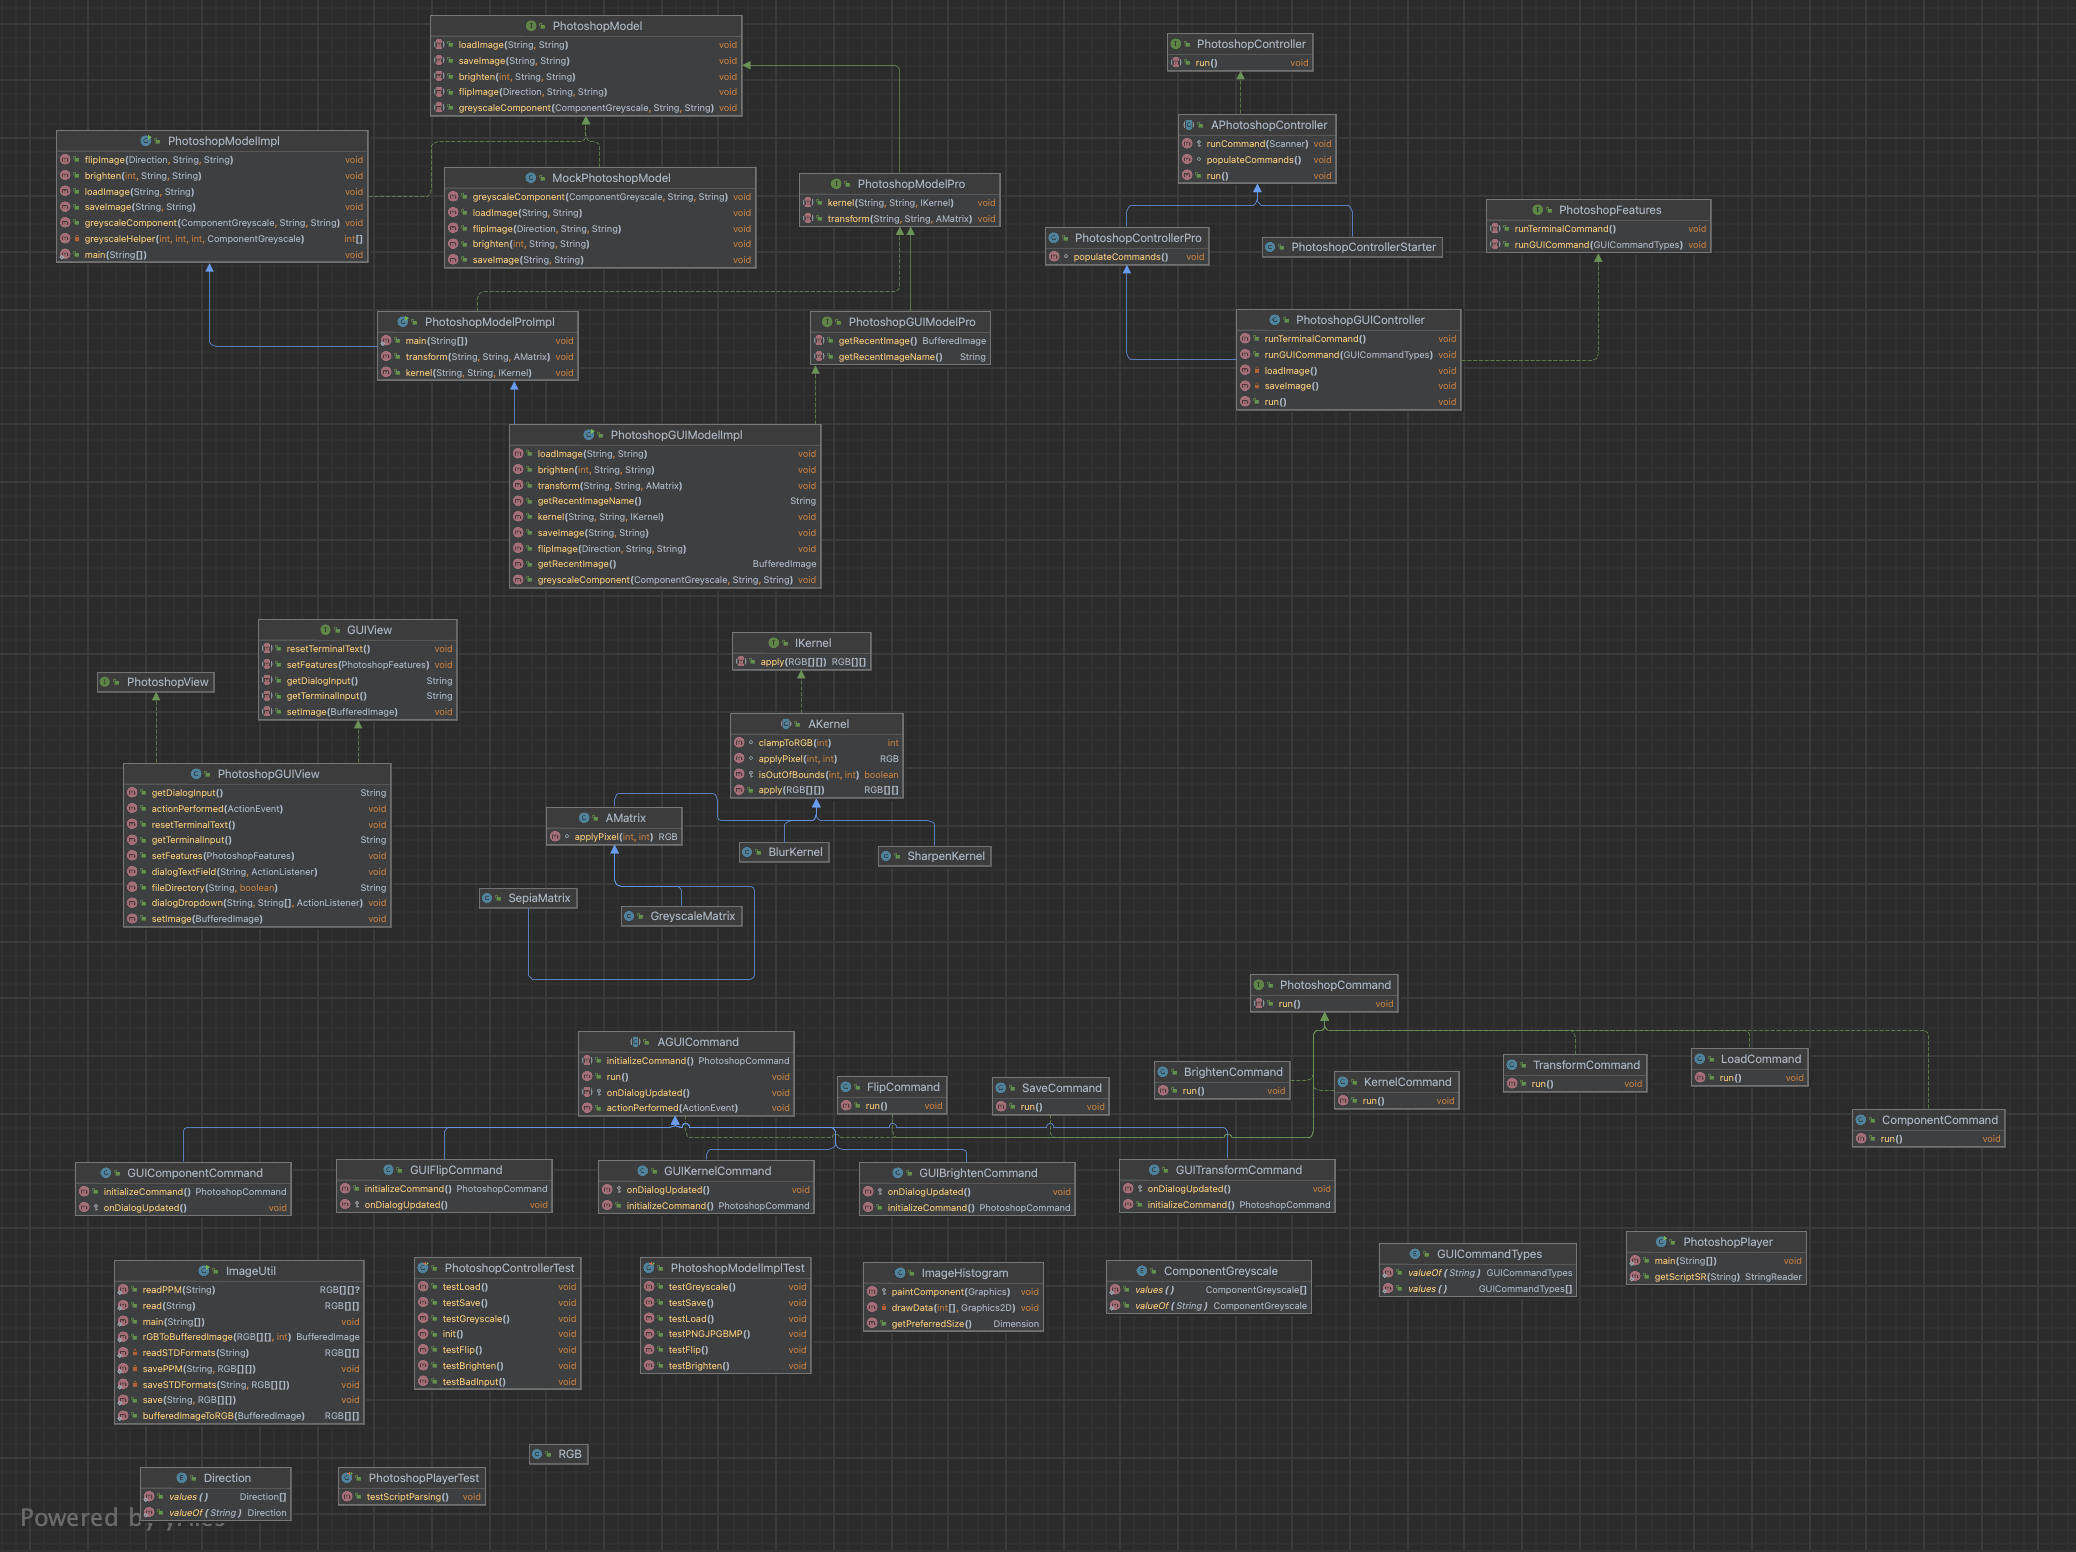 PhotoshopModel
loadImage(String, String) void
saveImage(String, String) void
brighten(int, String, String) void
flipImage(Direction, String, String) void
greyscaleComponent(ComponentGreyscale, String, String) void
PhotoshopController
run() void
APhotoshopController
runCommand(Scanner) void
populateCommands() void
run() void
PhotoshopModelImpl
flipImage(Direction, String, String) void
brighten(int, String, String) void
loadImage(String, String) void
saveImage(String, String) void
greyscaleComponent(ComponentGreyscale, String, String) void
greyscaleHelper(int, int, int, ComponentGreyscale) int[]
main(String[]) void
MockPhotoshopModel
greyscaleComponent(ComponentGreyscale, String, String) void
loadImage(String, String) void
flipImage(Direction, String, String) void
brighten(int, String, String) void
saveImage(String, String) void
PhotoshopModelPro
kernel(String, String, IKernel) void
transform(String, String, AMatrix) void
PhotoshopControllerPro
populateCommands() void
PhotoshopControllerStarter
PhotoshopFeatures
runTerminalCommand() void
runGUICommand(GUICommandTypes) void
PhotoshopModelProImpl
main(String[]) void
transform(String, String, AMatrix) void
kernel(String, String, IKernel) void
PhotoshopGUIModelPro
getRecentImage() BufferedImage
getRecentImageName() String
PhotoshopGUIController
runTerminalCommand() void
runGUICommand(GUICommandTypes) void
loadImage() void
saveImage() void
run() void
PhotoshopGUIModelImpl
loadImage(String, String) void
brighten(int, String, String) void
transform(String, String, AMatrix) void
getRecentImageName() String
kernel(String, String, IKernel) void
saveImage(String, String) void
flipImage(Direction, String, String) void
getRecentImage() BufferedImage
greyscaleComponent(ComponentGreyscale, String, String) void
GUIView
resetTerminalText() void
setFeatures(PhotoshopFeatures) void
getDialogInput() String
getTerminalInput() String
setImage(BufferedImage) void
PhotoshopView
IKernel
apply(RGB[][]) RGB[][]
AKernel
clampToRGB(int) int
applyPixel(int, int) RGB
isOutOfBounds(int, int) boolean
apply(RGB[][]) RGB[][]
PhotoshopGUIView
getDialogInput() String
actionPerformed(ActionEvent) void
resetTerminalText() void
getTerminalInput() String
setFeatures(PhotoshopFeatures) void
dialogTextField(String, ActionListener) void
fileDirectory(String, boolean) String
dialogDropdown(String, String[], ActionListener) void
setImage(BufferedImage) void
AMatrix
applyPixel(int, int) RGB
BlurKernel
SharpenKernel
SepiaMatrix
GreyscaleMatrix
PhotoshopCommand
run() void
AGUICommand
initializeCommand() PhotoshopCommand
run() void
onDialogUpdated() void
actionPerformed(ActionEvent) void
FlipCommand
run() void
SaveCommand
run() void
BrightenCommand
run() void
KernelCommand
run() void
TransformCommand
run() void
LoadCommand
run() void
ComponentCommand
run() void
GUIComponentCommand
initializeCommand() PhotoshopCommand
onDialogUpdated() void
GUIFlipCommand
initializeCommand() PhotoshopCommand
onDialogUpdated() void
GUIKernelCommand
onDialogUpdated() void
initializeCommand() PhotoshopCommand
GUIBrightenCommand
onDialogUpdated() void
initializeCommand() PhotoshopCommand
GUITransformCommand
onDialogUpdated() void
initializeCommand() PhotoshopCommand
ImageUtil
readPPM(String) RGB[][]?
read(String) RGB[][]
main(String[]) void
rGBToBufferedImage(RGB[][], int) BufferedImage
readSTDFormats(String) RGB[][]
savePPM(String, RGB[][]) void
saveSTDFormats(String, RGB[][]) void
save(String, RGB[][]) void
bufferedImageToRGB(BufferedImage) RGB[][]
PhotoshopControllerTest
testLoad() void
testSave() void
testGreyscale() void
init() void
testFlip() void
testBrighten() void
testBadInput() void
PhotoshopModelImplTest
testGreyscale() void
testSave() void
testLoad() void
testPNGJPGBMP() void
testFlip() void
testBrighten() void
ImageHistogram
paintComponent(Graphics) void
drawData(int[], Graphics2D) void
getPreferredSize() Dimension
ComponentGreyscale
values() ComponentGreyscale[]
valueOf(String) ComponentGreyscale
GUICommandTypes
valueOf(String) GUICommandTypes
values() GUICommandTypes[]
PhotoshopPlayer
main(String[]) void
getScriptSR(String) StringReader
RGB
Direction
values() Direction[]
valueOf(String) Direction
PhotoshopPlayerTest
testScriptParsing() void
Powered by